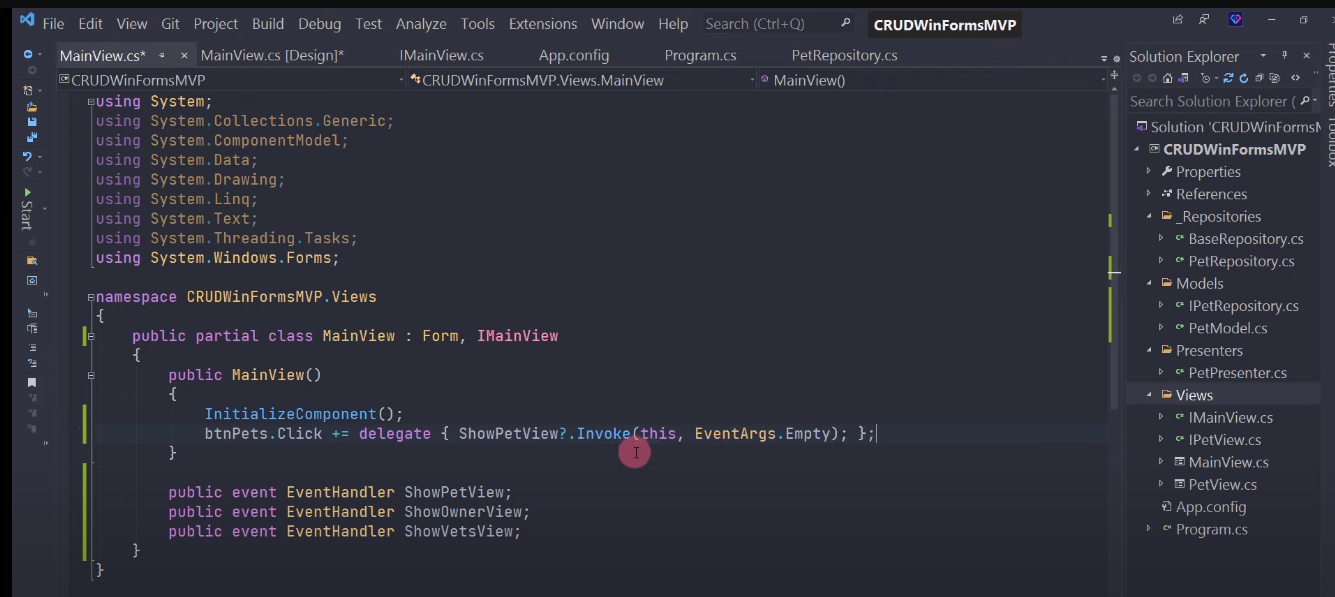 File Edit View Git Project Build Debug Test Analyze Tools Extensions Window Help Search (Ctrl+Q) CRUDWinFormsMVP
MainView.cs* MainView.cs [Design]* IMainView.cs App.config Program.cs PetRepository.cs
CRUDWinFormsMVP CRUDWinFormsMVP.Views.MainView MainView()
Start
using System;
using System.Collections.Generic;
using System.ComponentModel;
using System.Data;
using System.Drawing;
using System.Linq;
using System.Text;
using System.Threading.Tasks;
using System.Windows.Forms;
namespace CRUDWinFormsMVP.Views
{
public partial class MainView : Form, IMainView
{
public MainView()
{
InitializeComponent();
btnPets.Click += delegate { ShowPetView?.Invoke(this, EventArgs.Empty); };
}
public event EventHandler ShowPetView;
public event EventHandler ShowOwnerView;
public event EventHandler ShowVetsView;
}
}
Solution Explorer
Search Solution Explorer (
Solution 'CRUDWinFormsM
CRUDWinFormsMVP
Properties
References
_Repositories
BaseRepository.cs
PetRepository.cs
Models
IPetRepository.cs
PetModel.cs
Presenters
PetPresenter.cs
Views
IMainView.cs
IPetView.cs
MainView.cs
PetView.cs
App.config
Program.cs
Properties
Toolbox